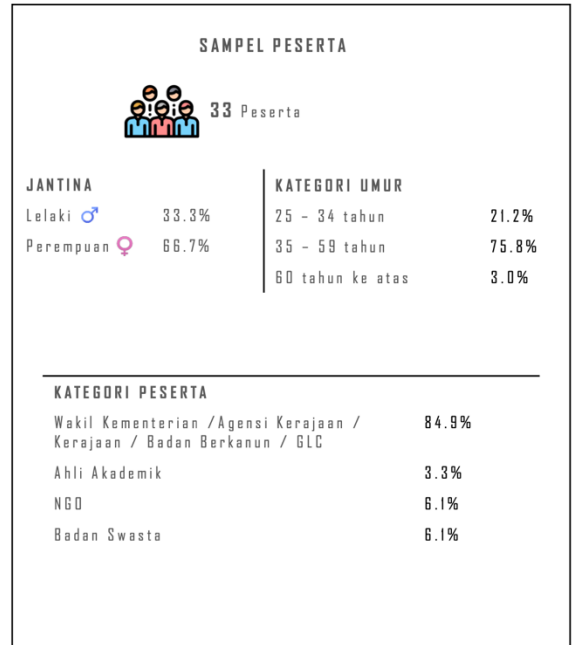 SAMPEL PESERTA
33 Peserta
JANTINA
Lelaki 33.3%
Perempuan 66.7%
KATEGORI UMUR
25 – 34 tahun 21.2%
35 – 59 tahun 75.8%
60 tahun ke atas 3.0%
KATEGORI PESERTA
Wakil Kementerian /Agensi Kerajaan / 84.9%
Kerajaan / Badan Berkanun / GLC
Ahli Akademik 3.3%
NGO 6.1%
Badan Swasta 6.1%